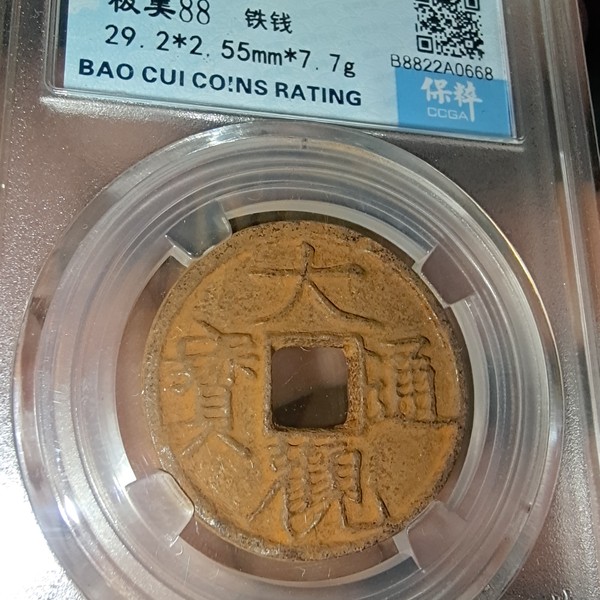 极美88 铁钱
29.2*2.55mm*7.7g
B8822A0668
BAO CUI COINS RATING
保粹
CCGA
大
寳 通
觀